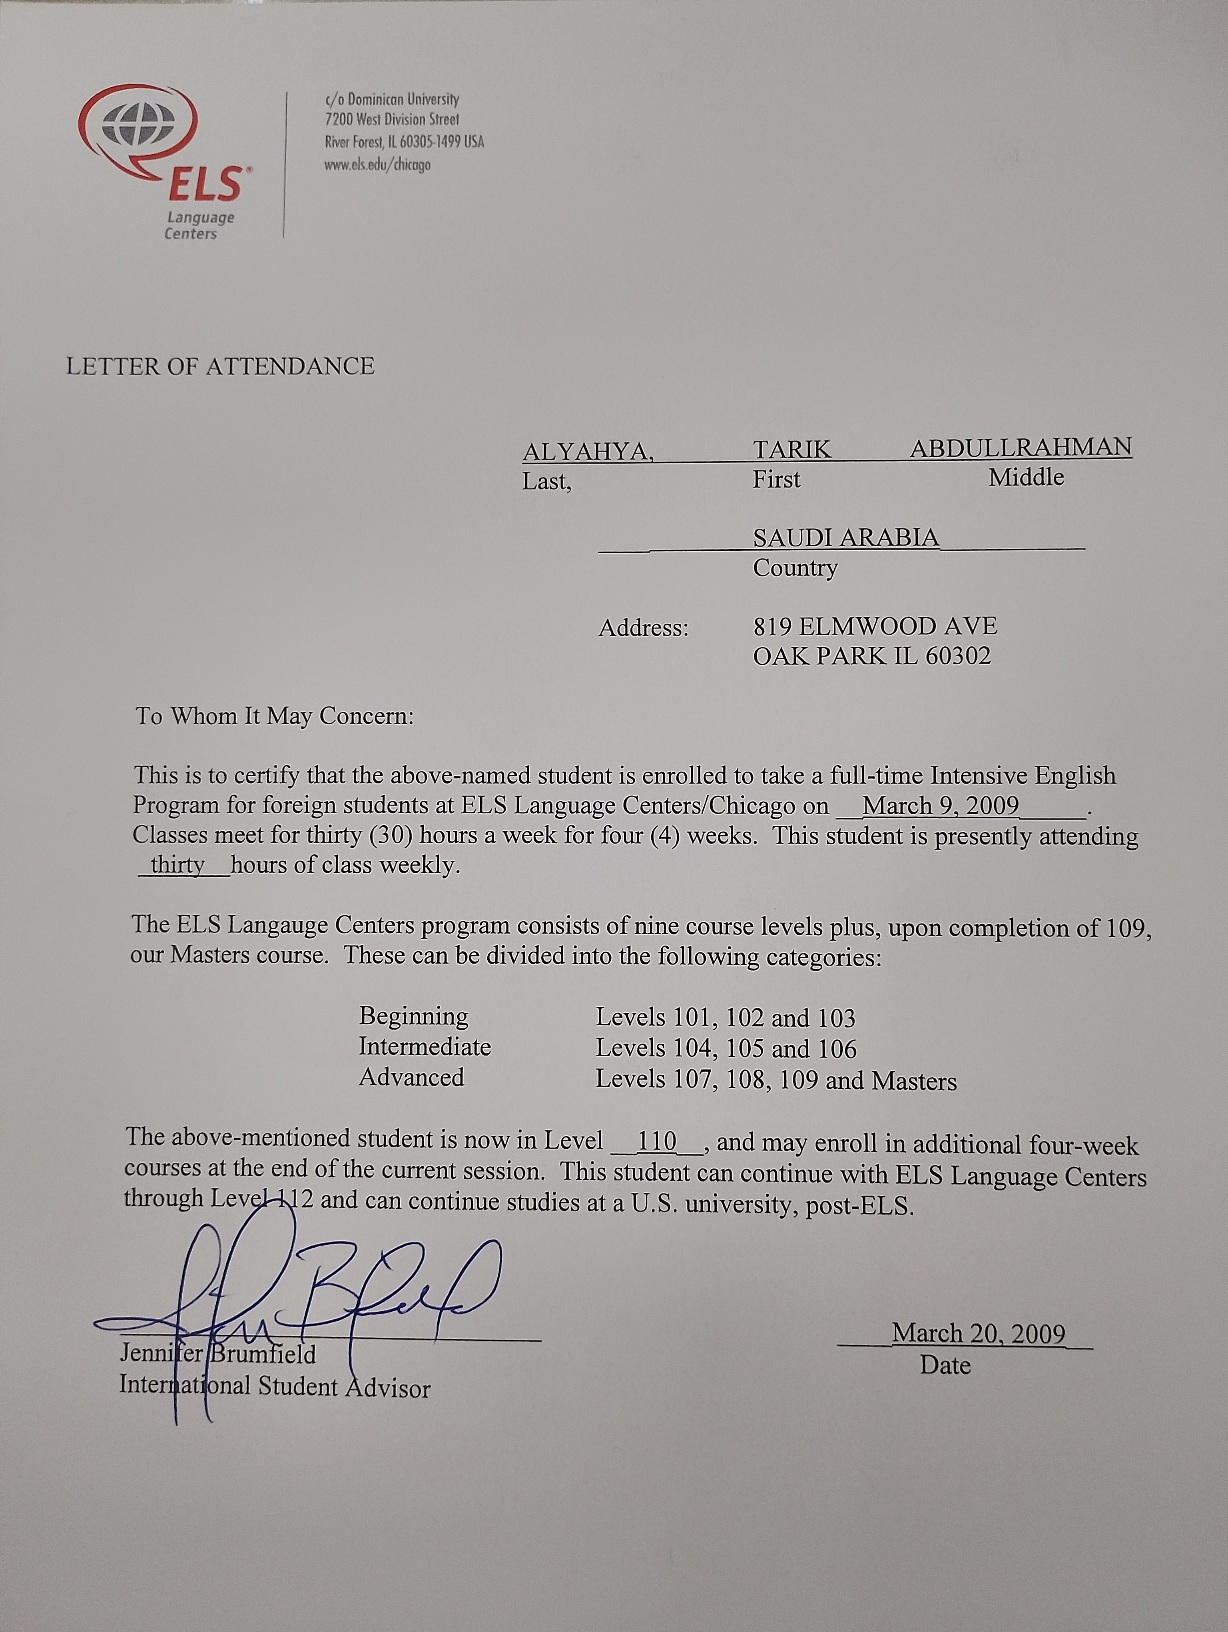 ELS®
Language
Centers
c/o Dominican University
7200 West Division Street
River Forest, IL 60305-1499 USA
www.els.edu/chicago
LETTER OF ATTENDANCE
ALYAHYA, TARIK ABDULLRAHMAN
Last, First Middle
SAUDI ARABIA
Country
Address: 819 ELMWOOD AVE
OAK PARK IL 60302
To Whom It May Concern:
This is to certify that the above-named student is enrolled to take a full-time Intensive English
Program for foreign students at ELS Language Centers/Chicago on March 9, 2009.
Classes meet for thirty (30) hours a week for four (4) weeks. This student is presently attending
thirty hours of class weekly.
The ELS Langauge Centers program consists of nine course levels plus, upon completion of 109,
our Masters course. These can be divided into the following categories:
Beginning Levels 101, 102 and 103
Intermediate Levels 104, 105 and 106
Advanced Levels 107, 108, 109 and Masters
The above-mentioned student is now in Level 110, and may enroll in additional four-week
courses at the end of the current session. This student can continue with ELS Language Centers
through Level 112 and can continue studies at a U.S. university, post-ELS.
Jennifer Brumfield
International Student Advisor
March 20, 2009
Date